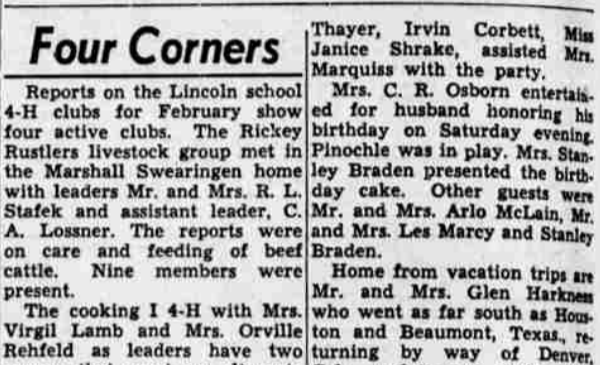 Four Corners
Reports on the Lincoln school
4-H clubs for February show
four active clubs. The Rickey
Rustlers livestock group met in
the Marshall Swearingen home
with leaders Mr. and Mrs. R. L.
Stafek and assistant leader, C.
A. Lossner. The reports were
on care and feeding of beef
cattle. Nine members were
present.
The cooking I 4-H with Mrs.
Virgil Lamb and Mrs. Orville
Rehfeld as leaders have two
Thayer, Irvin Corbett, Miss
Janice Shrake, assisted Mrs.
Marquiss with the party.
Mrs. C. R. Osborn entertain-
ed for husband honoring his
birthday on Saturday evening.
Pinochle was in play. Mrs. Stan-
ley Braden presented the birth-
day cake. Other guests were
Mr. and Mrs. Arlo McLain, Mr.
and Mrs. Les Marcy and Stanley
Braden.
Home from vacation trips are
Mr. and Mrs. Glen Harkness
who went as far south as Hous-
ton and Beaumont, Texas., re-
turning by way of Denver,